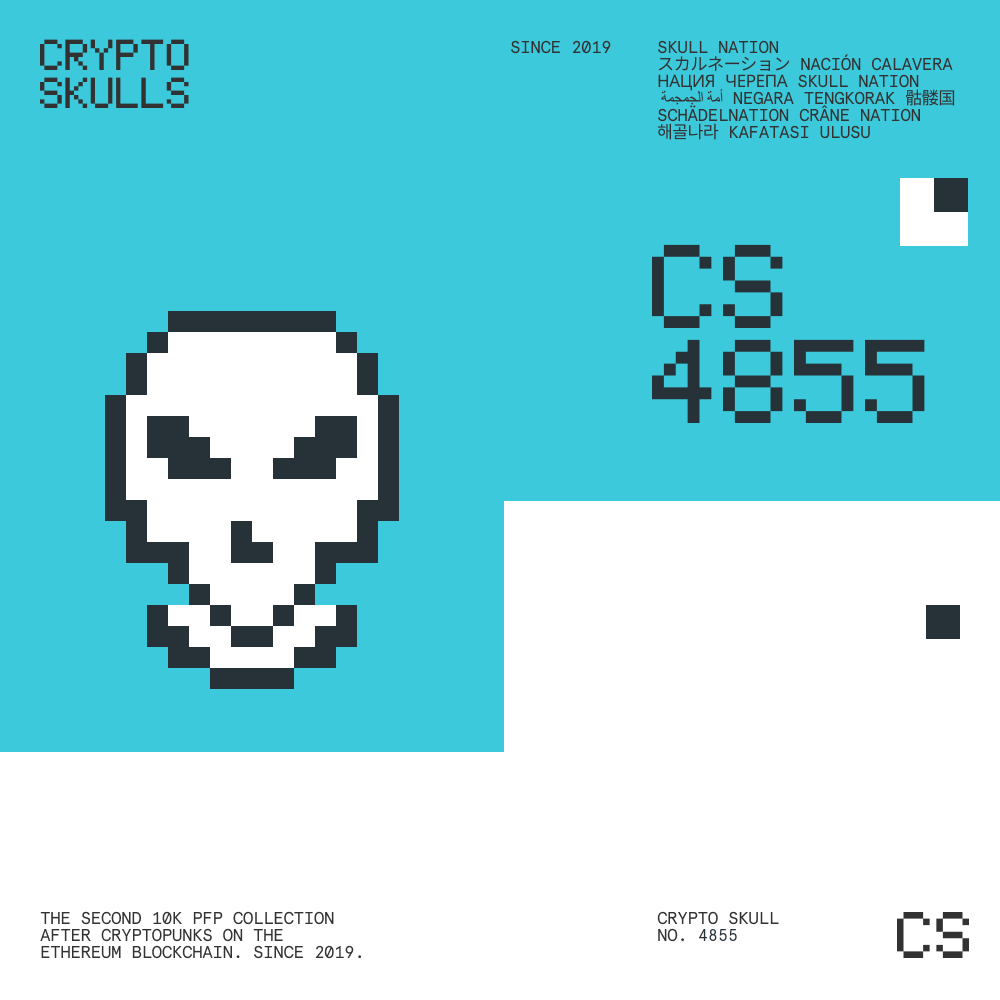 CRYPTO
SKULLS
SINCE 2019
SKULL NATION
スカルネーション NACIÓN CALAVERA
НАЦИЯ ЧЕРЕПА SKULL NATION
أمة الجمجمة NEGARA TENGKORAK 骷髅国
SCHÄDELNATION CRÂNE NATION
해골나라 KAFATASI ULUSU
CS
4855
THE SECOND 10K PFP COLLECTION
AFTER CRYPTOPUNKS ON THE
ETHEREUM BLOCKCHAIN. SINCE 2019.
CRYPTO SKULL
NO. 4855
CS